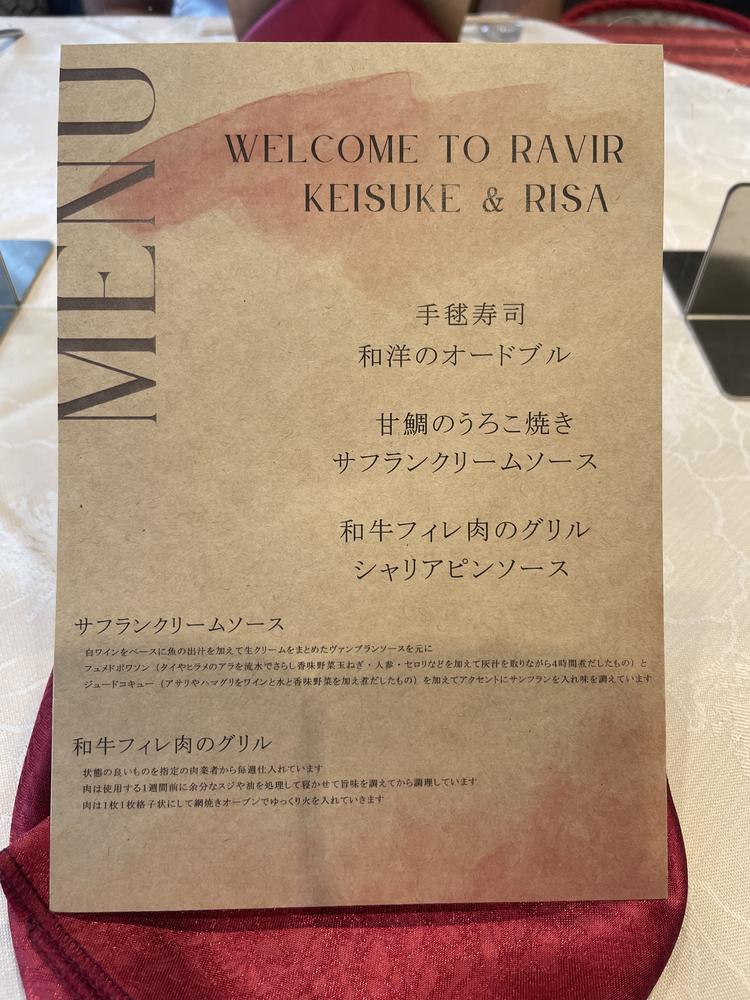 MENU
WELCOME TO RAVIR
KEISUKE & RISA
手毬寿司
和洋のオードブル
甘鯛のうろこ焼き
サフランクリームソース
和牛フィレ肉のグリル
シャリアピンソース
サフランクリームソース
白ワインをベースに魚の出汁を加えて生クリームをまとめたヴァンブランソースを元に
フュメドポワソン（タイやヒラメのアラを流水でさらし香味野菜玉ねぎ・人参・セロリなどを加えて灰汁を取りながら4時間煮だしたもの）と
ジュードコキュー（アサリやハマグリをワインと水と香味野菜を加え煮だしたもの）を加えてアクセントにサンフランを入れ味を調えています
和牛フィレ肉のグリル
状態の良いものを指定の肉業者から毎週仕入れています
肉は使用する1週間前に余分なスジや油を処理して寝かせて旨味を調えてから調理しています
肉は1枚1枚格子状にして網焼きオーブンでゆっくり火を入れていきます